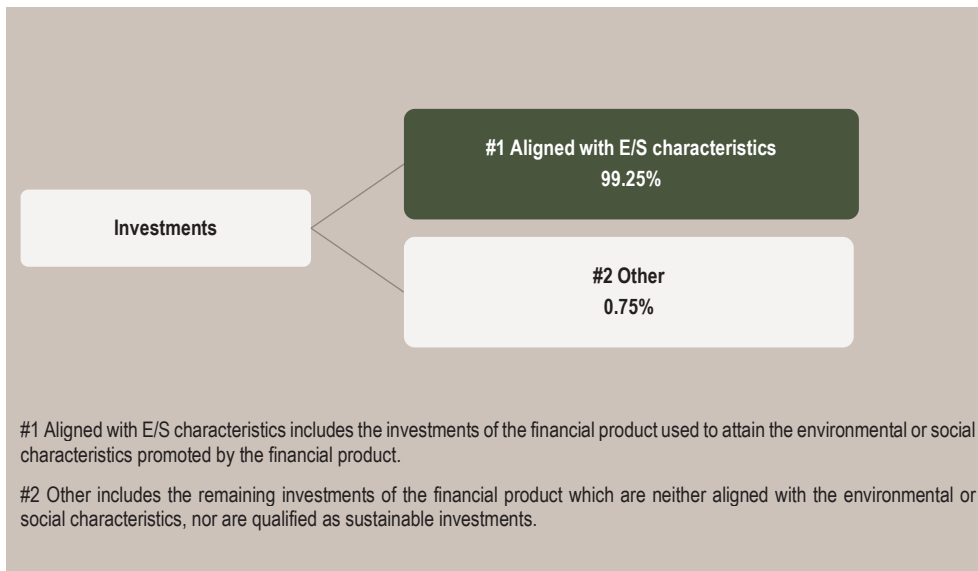 #1 Aligned with E/S characteristics
99.25%
Investments
#2 Other
0.75%
#1 Aligned with E/S characteristics includes the investments of the financial product used to attain the environmental or social
characteristics promoted by the financial product.
#2 Other includes the remaining investments of the financial product which are neither aligned with the environmental or
social characteristics, nor are qualified as sustainable investments.